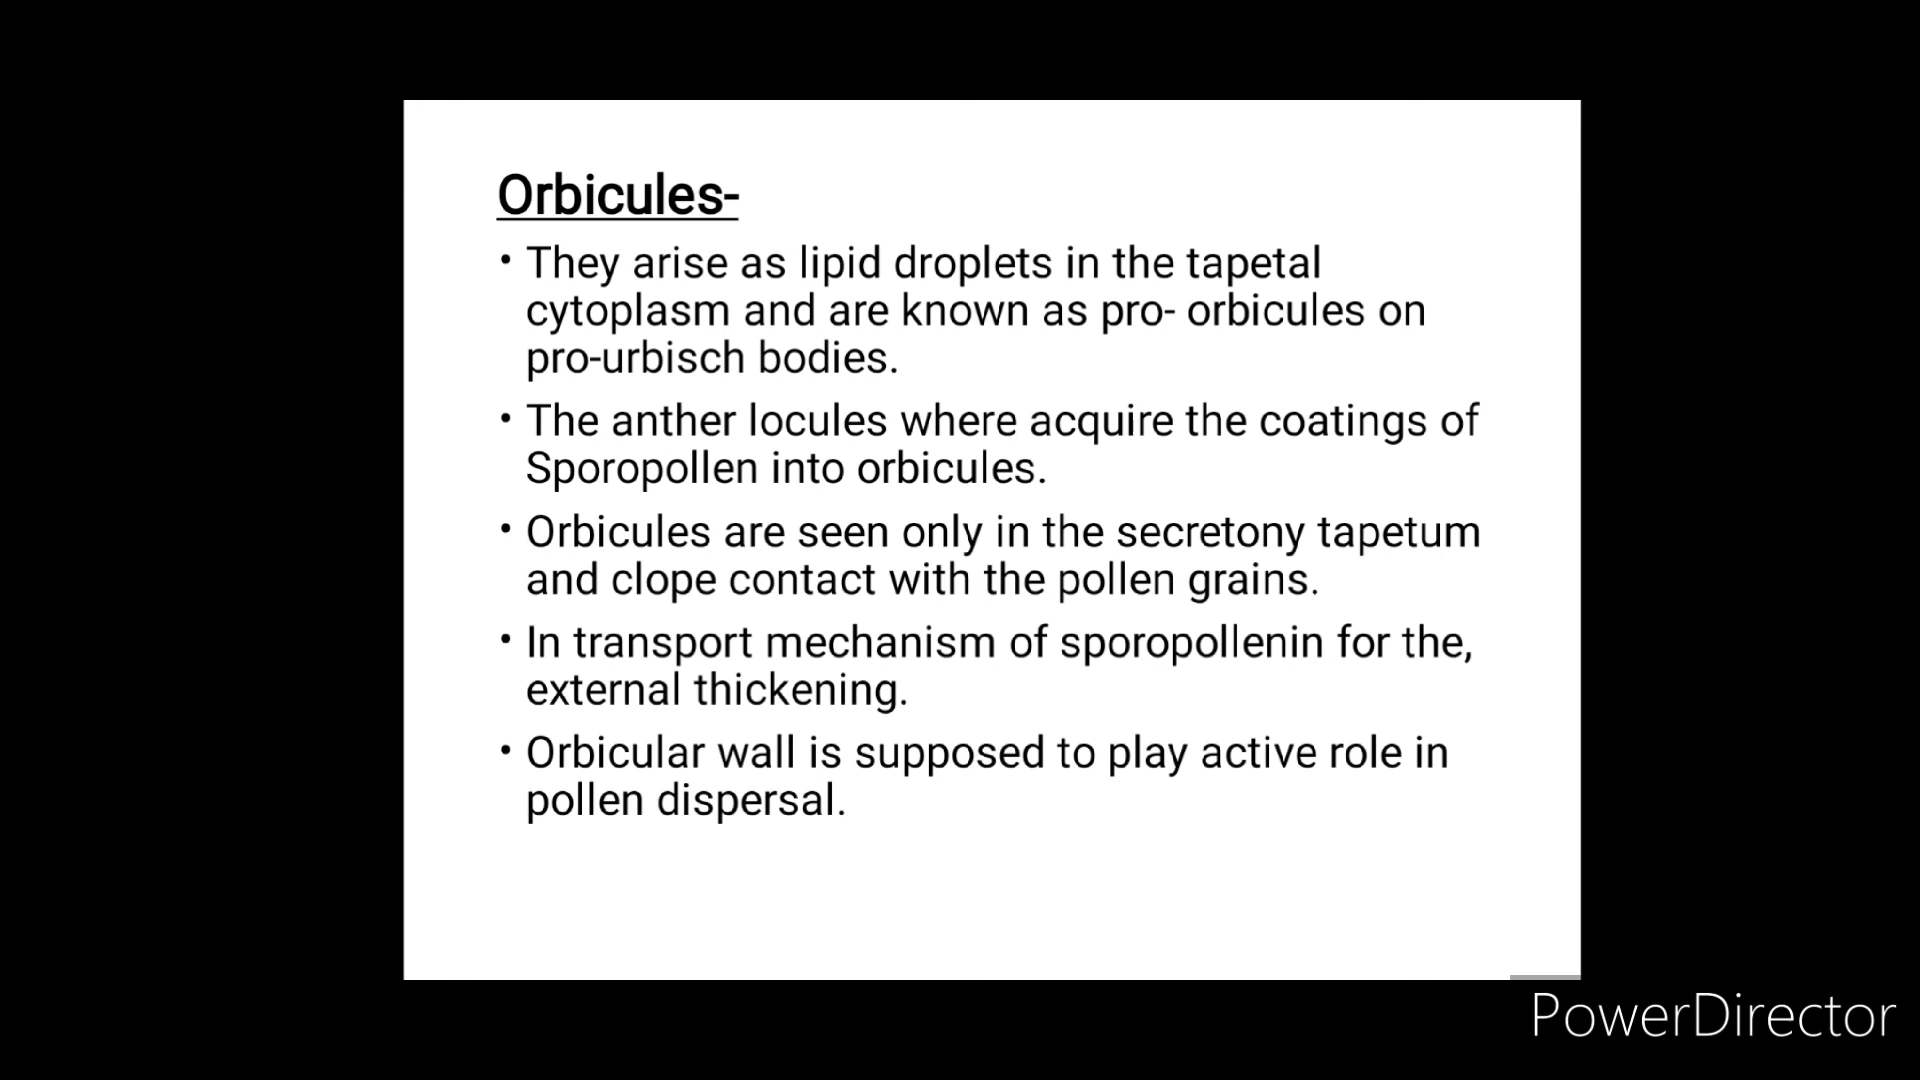 Orbicules-
• They arise as lipid droplets in the tapetal
cytoplasm and are known as pro- orbicules on
pro-urbisch bodies.
• The anther locules where acquire the coatings of
Sporopollen into orbicules.
• Orbicules are seen only in the secretony tapetum
and clope contact with the pollen grains.
• In transport mechanism of sporopollenin for the,
external thickening.
• Orbicular wall is supposed to play active role in
pollen dispersal.
PowerDirector